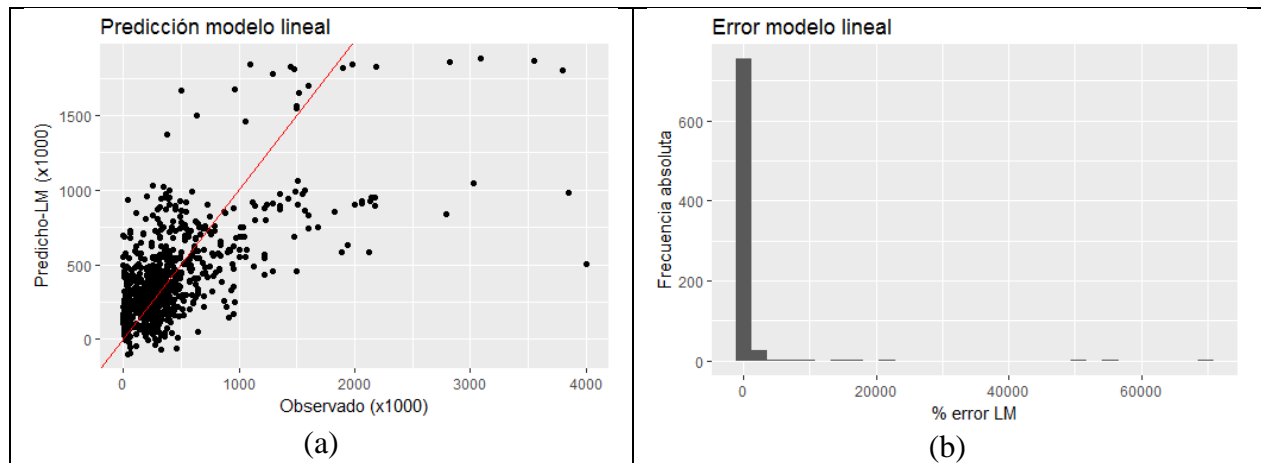 Predicción modelo lineal
Predicho-LM (x1000)
1500
1000
500
0
0
1000
2000
3000
4000
Observado (x1000)
(a)
Error modelo lineal
Frecuencia absoluta
600
400
200
0
0
20000
40000
60000
% error LM
(b)